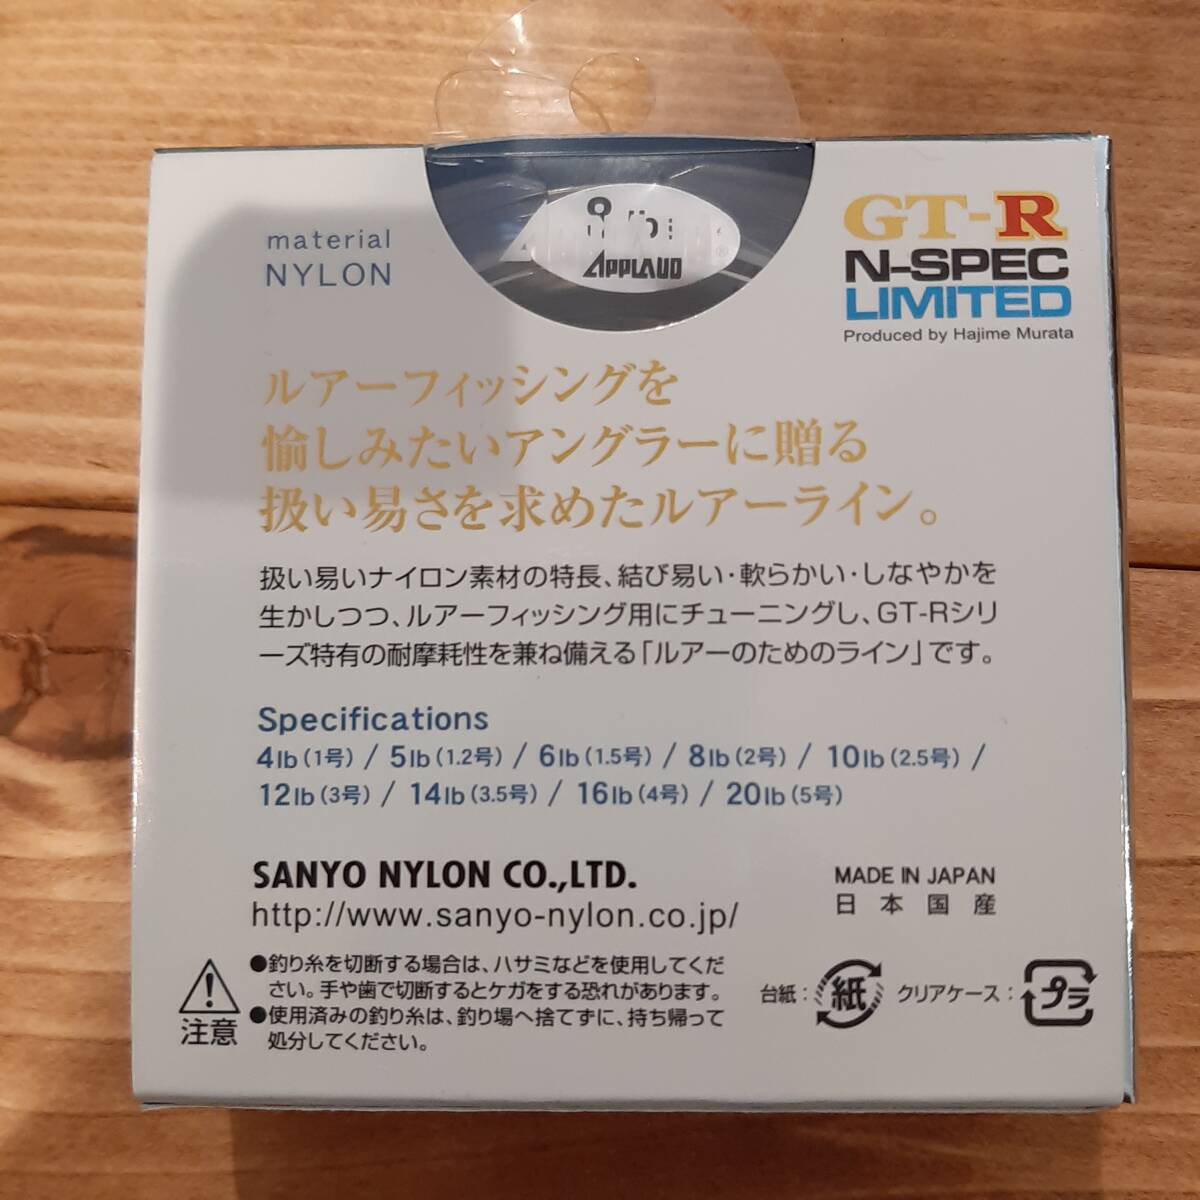 material
NYLON
APPLAUD
®
GT-R
N-SPEC
LIMITED
Produced by Hajime Murata
ルアーフィッシングを
愉しみたいアングラーに贈る
扱い易さを求めたルアーライン。
扱い易いナイロン素材の特長、結び易い・軟らかい・しなやかを
生かしつつ、ルアーフィッシング用にチューニングし、GT-Rシリ
ーズ特有の耐摩耗性を兼ね備える「ルアーのためのライン」です。
Specifications
4lb(1号) / 5lb(1.2号) / 6lb(1.5号) / 8lb(2号) / 10lb(2.5号) /
12lb(3号) / 14lb(3.5号) / 16lb(4号) / 20lb(5号)
SANYO NYLON CO.,LTD.
http://www.sanyo-nylon.co.jp/
MADE IN JAPAN
日本国産
注意
●釣り糸を切断する場合は、ハサミなどを使用してくだ
さい。手や歯で切断するとケガをする恐れがあります。
●使用済みの釣り糸は、釣り場へ捨てずに、持ち帰って
処分してください。
台紙：紙 クリアケース：プラ